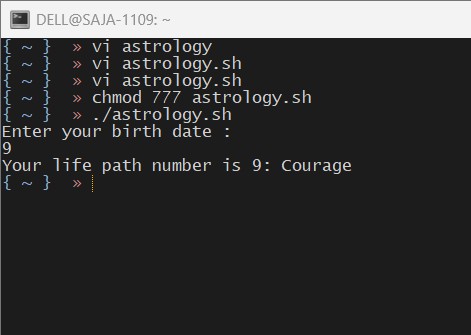 DELL@SAJA-1109: ~
{ ~ } » vi astrology
{ ~ } » vi astrology.sh
{ ~ } » vi astrology.sh
{ ~ } » chmod 777 astrology.sh
{ ~ } » ./astrology.sh
Enter your birth date :
9
Your life path number is 9: Courage
{ ~ } »